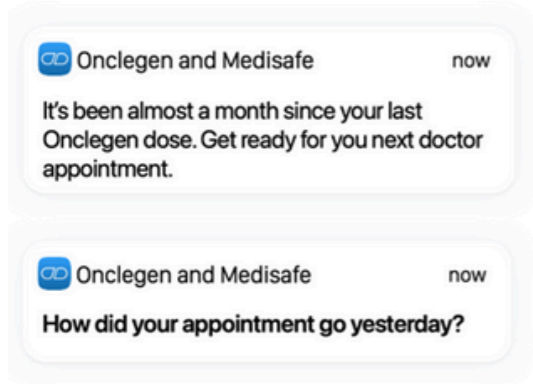 Onclegen and Medisafe now
It's been almost a month since your last
Onclegen dose. Get ready for you next doctor
appointment.
Onclegen and Medisafe now
How did your appointment go yesterday?